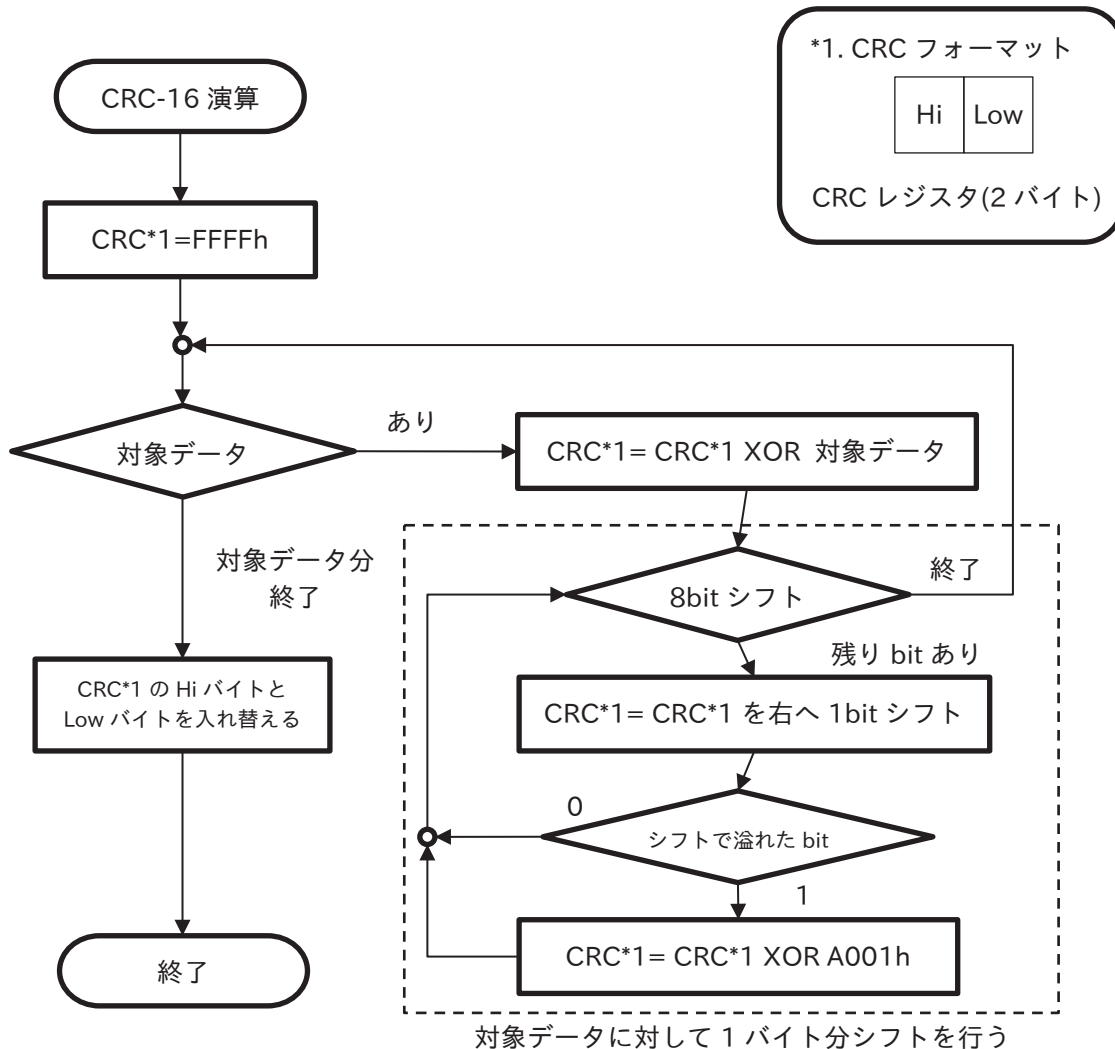 *1. CRC フォーマット
Hi Low
CRC レジスタ(2 バイト)
CRC-16 演算
CRC*1=FFFFh
対象データ
あり
CRC*1= CRC*1 XOR 対象データ
対象データ分
終了
8bit シフト
終了
残り bit あり
CRC*1 の Hi バイトと
Low バイトを入れ替える
CRC*1= CRC*1 を右へ 1bit シフト
0
シフトで溢れた bit
1
CRC*1= CRC*1 XOR A001h
終了
対象データに対して 1 バイト分シフトを行う